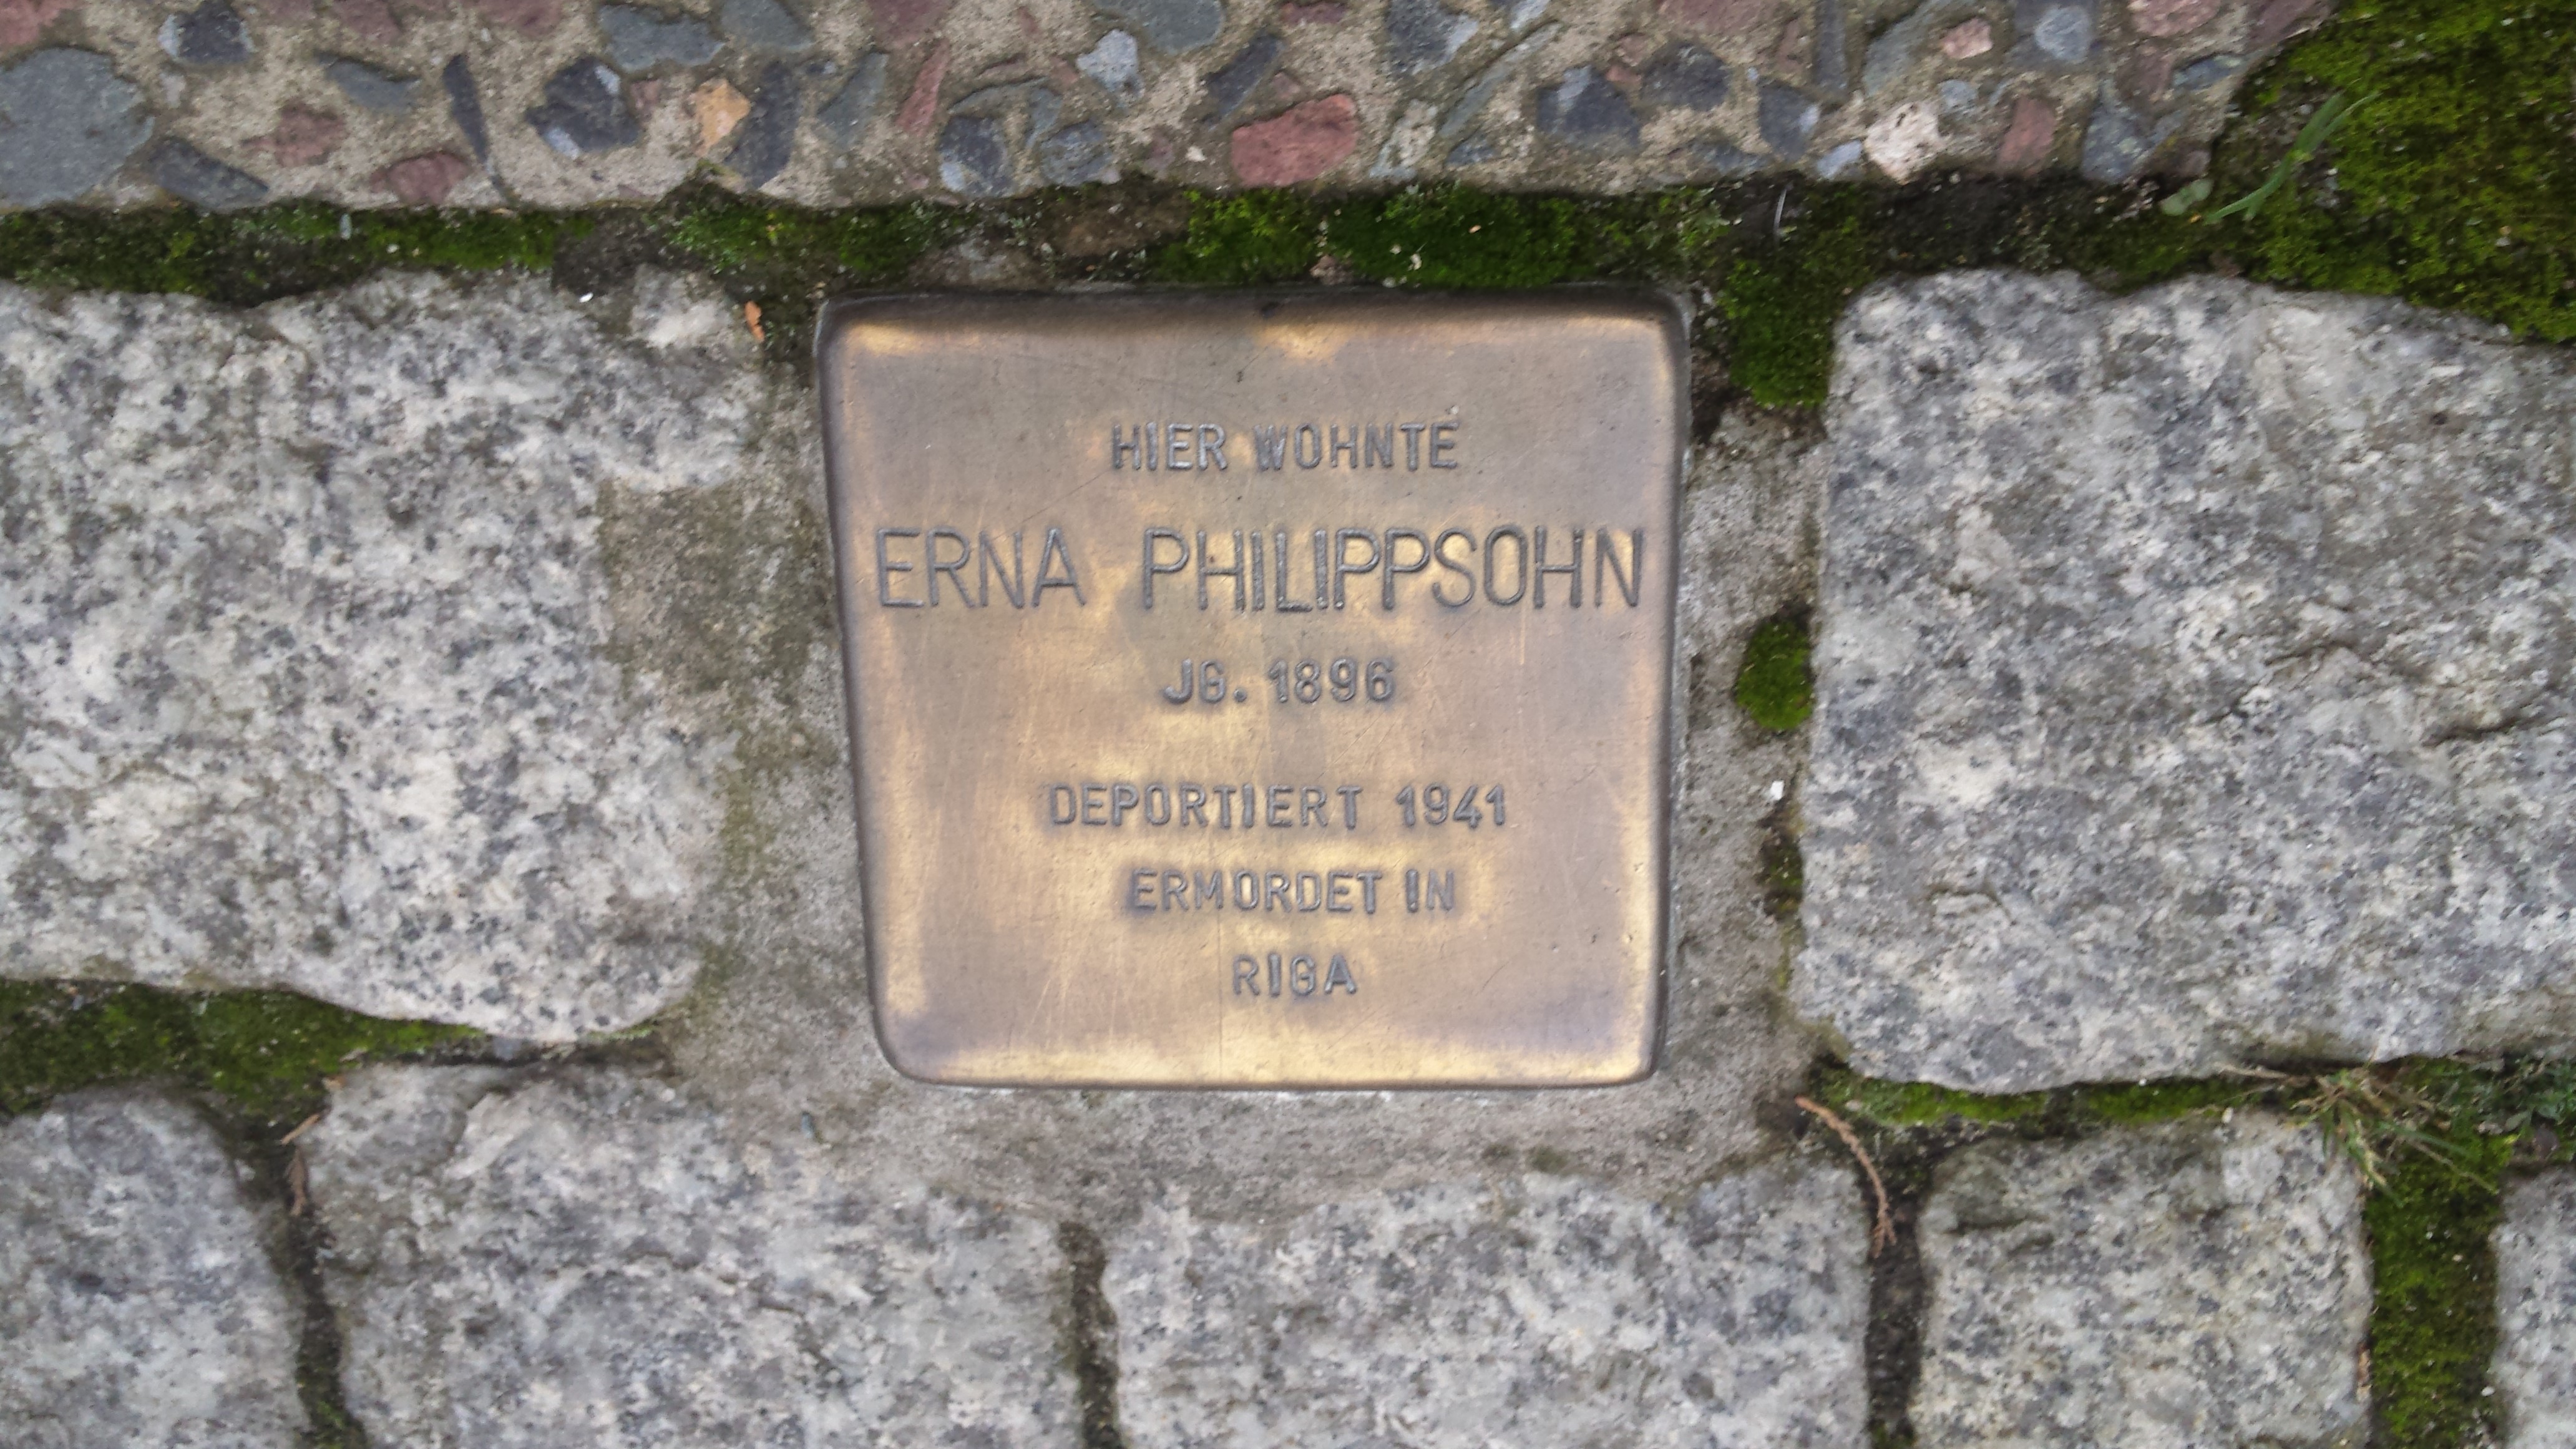 HIER WOHNTE
ERNA PHILIPPSOHN
JG. 1896
DEPORTIERT 1941
ERMORDET IN
RIGA